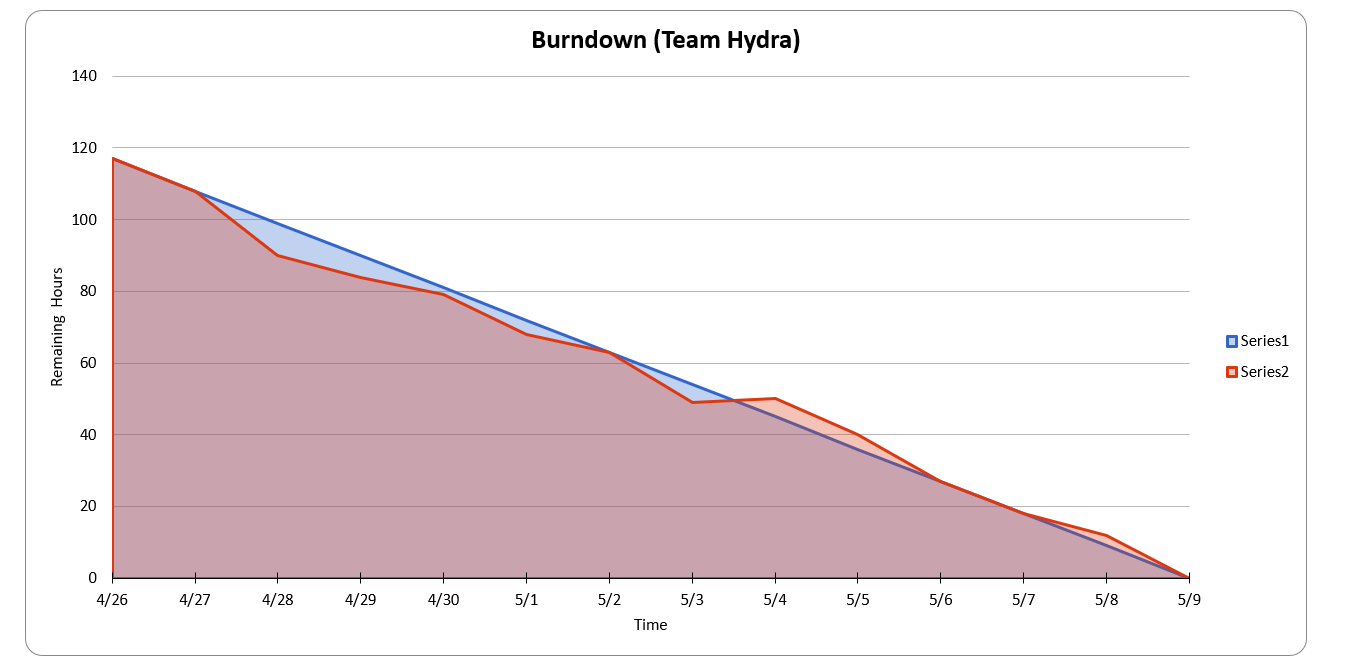 Burndown (Team Hydra)
140
120
100
80
60
40
20
0
Remaining Hours
4/26 4/27 4/28 4/29 4/30 5/1 5/2 5/3 5/4 5/5 5/6 5/7 5/8 5/9
Time
Series1
Series2